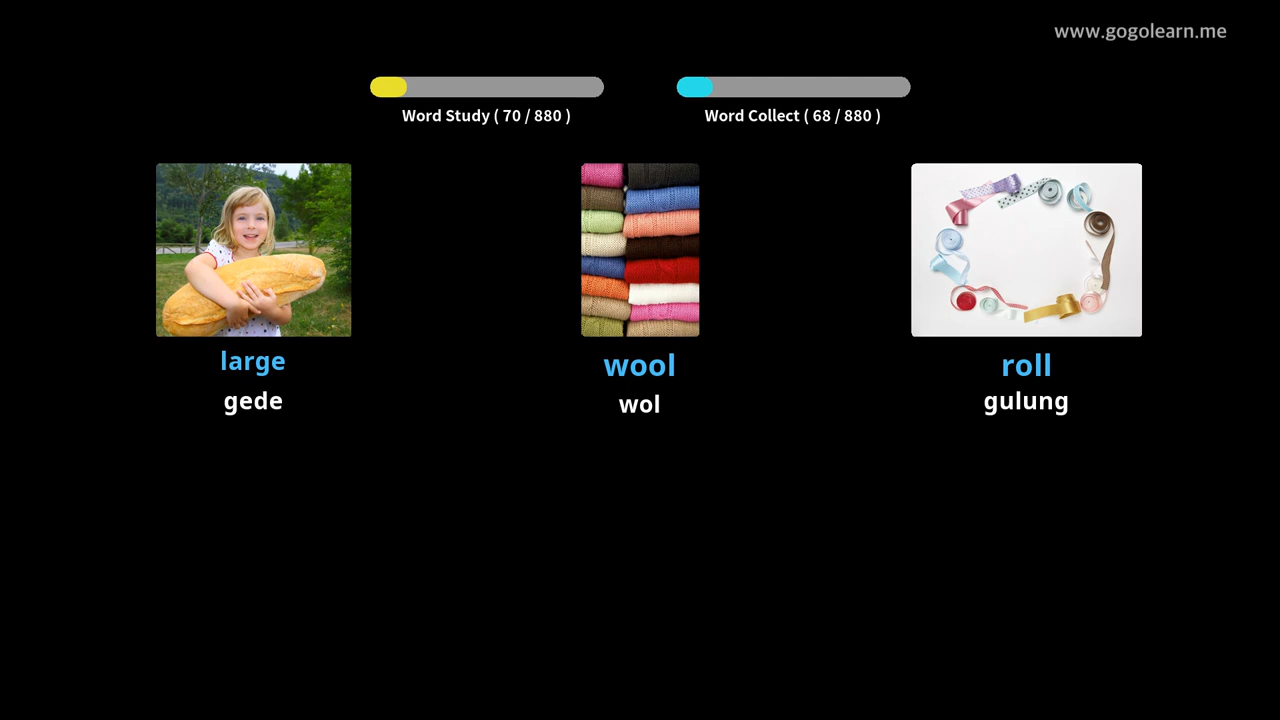 www.gogolearn.me
Word Study ( 70 / 880 )
Word Collect ( 68 / 880 )
large
wool
roll
gede
wol
gulung